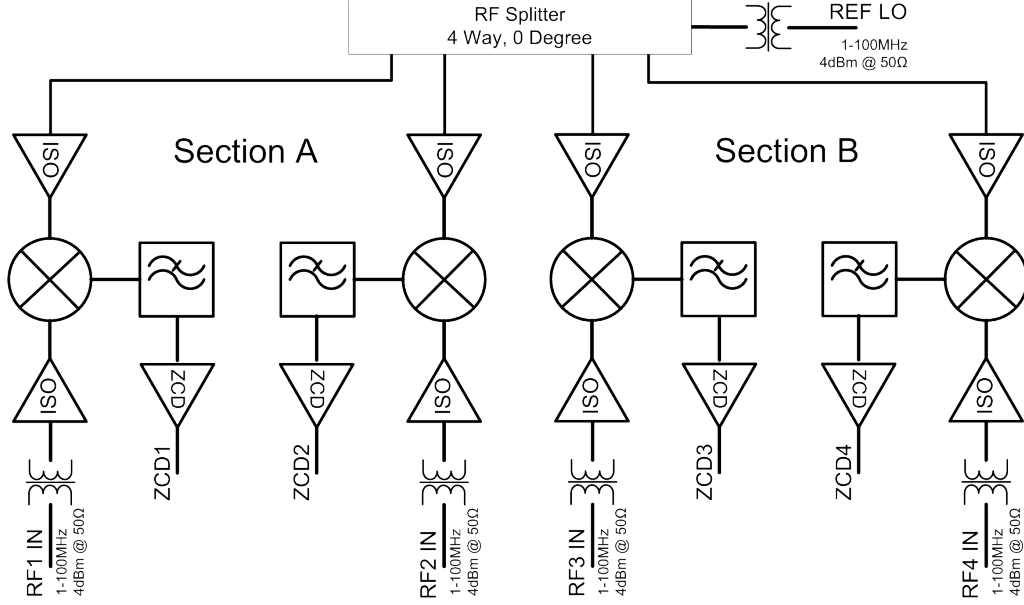 RF Splitter
4 Way, 0 Degree
REF LO
1-100MHz
4dBm @ 50Ω
ISO
ISO
ISO
ISO
Section A
Section B
ISO
ZCD
ZCD
ISO
ISO
ZCD
ZCD
ISO
ZCD1
ZCD2
ZCD3
ZCD4
RF1 IN
1-100MHz
4dBm @ 50Ω
RF2 IN
1-100MHz
4dBm @ 50Ω
RF3 IN
1-100MHz
4dBm @ 50Ω
RF4 IN
1-100MHz
4dBm @ 50Ω